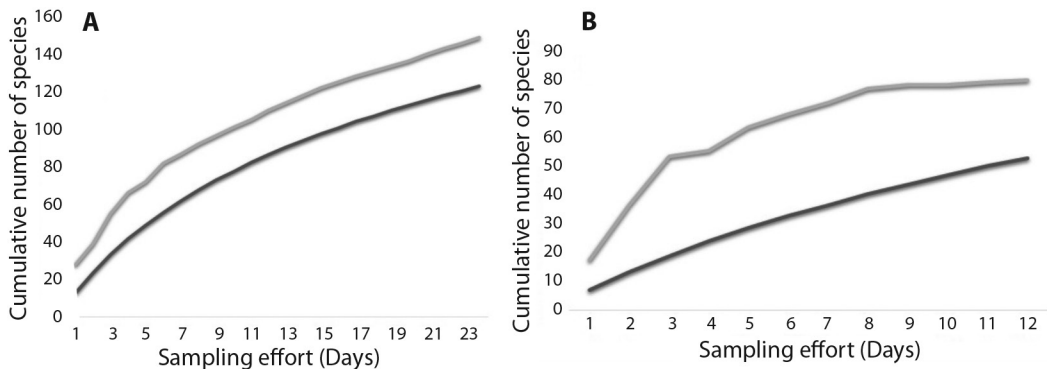 A
Cumulative number of species
160
140
120
100
80
60
40
20
0
1 3 5 7 9 11 13 15 17 19 21 23
Sampling effort (Days)
B
Cumulative number of species
90
80
70
60
50
40
30
20
10
0
1 2 3 4 5 6 7 8 9 10 11 12
Sampling effort (Days)